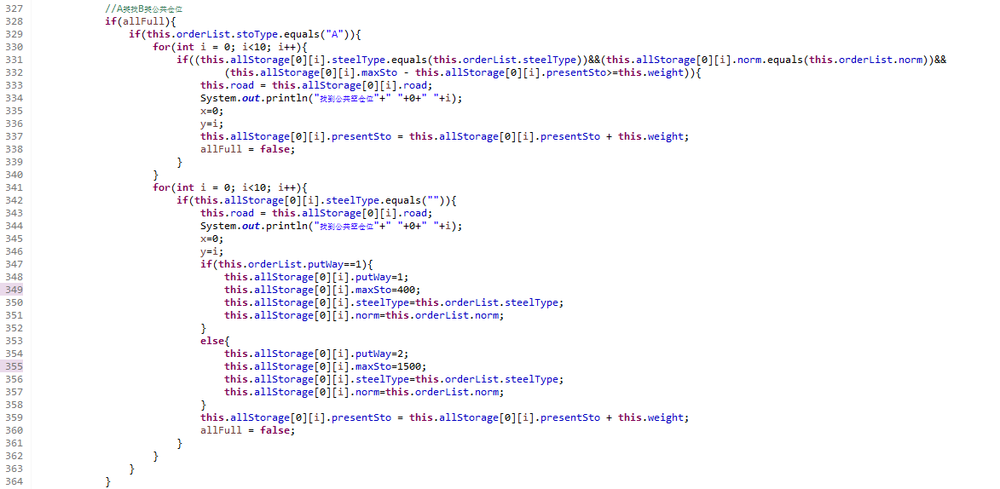 327 //A类找B类公共仓位
328 if(allFull){
329 if(this.orderList.stoType.equals("A")){
330 for(int i = 0; i<10; i++){
331 if((this.allStorage[0][i].steelType.equals(this.orderList.steelType))&&(this.allStorage[0][i].norm.equals(this.orderList.norm))&&
332 (this.allStorage[0][i].maxSto - this.allStorage[0][i].presentSto>=this.weight)){
333 this.road = this.allStorage[0][i].road;
334 System.out.println("找到公共空仓位"+" "+0+" "+i);
335 x=0;
336 y=i;
337 this.allStorage[0][i].presentSto = this.allStorage[0][i].presentSto + this.weight;
338 allFull = false;
339 }
340 }
341 for(int i = 0; i<10; i++){
342 if(this.allStorage[0][i].steelType.equals("")){
343 this.road = this.allStorage[0][i].road;
344 System.out.println("找到公共空仓位"+" "+0+" "+i);
345 x=0;
346 y=i;
347 if(this.orderList.putWay==1){
348 this.allStorage[0][i].putWay=1;
349 this.allStorage[0][i].maxSto=400;
350 this.allStorage[0][i].steelType=this.orderList.steelType;
351 this.allStorage[0][i].norm=this.orderList.norm;
352 }
353 else{
354 this.allStorage[0][i].putWay=2;
355 this.allStorage[0][i].maxSto=1500;
356 this.allStorage[0][i].steelType=this.orderList.steelType;
357 this.allStorage[0][i].norm=this.orderList.norm;
358 }
359 this.allStorage[0][i].presentSto = this.allStorage[0][i].presentSto + this.weight;
360 allFull = false;
361 }
362 }
363 }
364 }